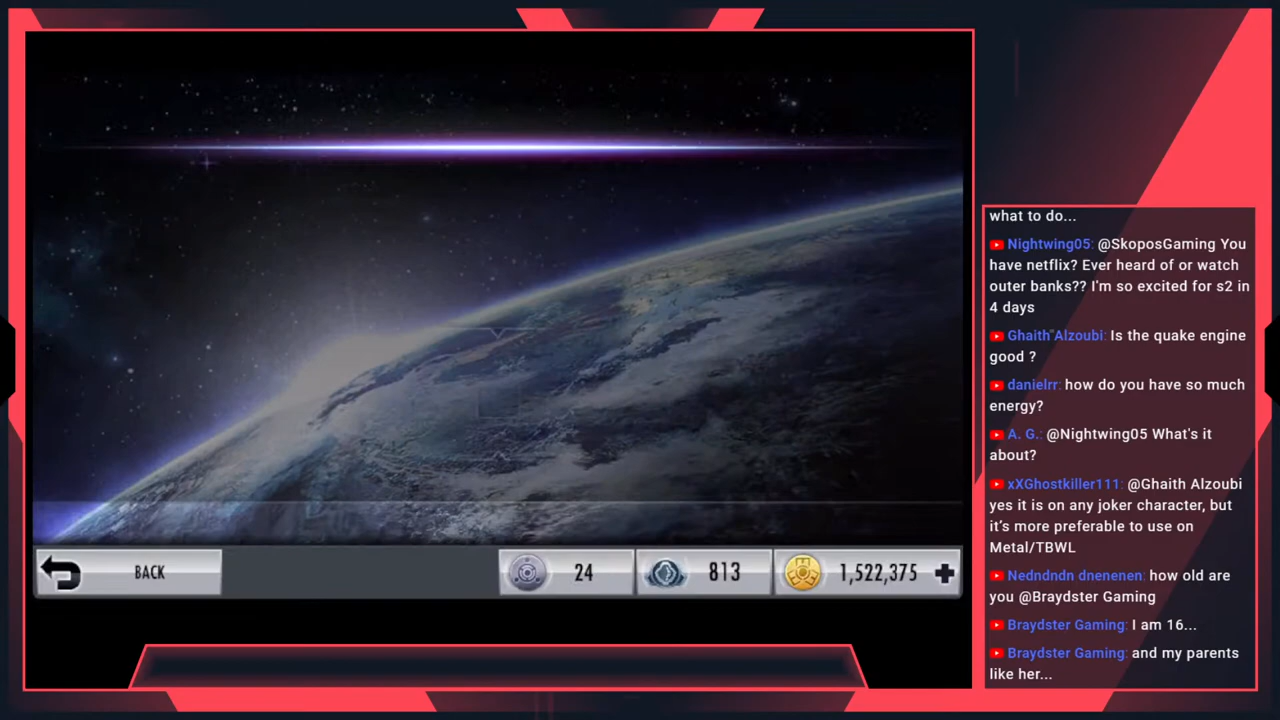 what to do...
Nightwing05: @SkoposGaming You
have netflix? Ever heard of or watch
outer banks?? I'm so excited for s2 in
4 days
Ghaith Alzoubi: Is the quake engine
good ?
danielrr: how do you have so much
energy?
A. G.: @Nightwing05 What's it
about?
xXGhostkiller111: @Ghaith Alzoubi
yes it is on any joker character, but
it's more preferable to use on
Metal/TBWL
Nedndndn dnenenen: how old are
you @Braydster Gaming
Braydster Gaming: I am 16...
Braydster Gaming: and my parents
like her...
BACK 24 813 1,522,375